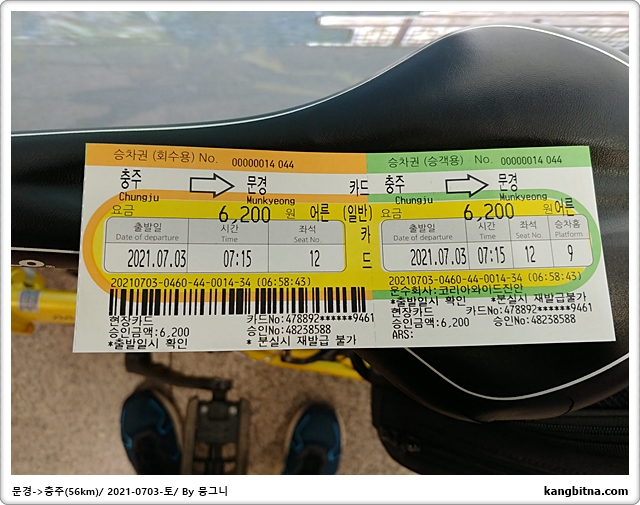 승차권 (회수용) No. 00000014 044
충주 문경 카드
Chungju Munkyeong
요금 6,200 원 어른 (일반)
출발일 시간 좌석
Date of departure Time Seat No.
2021.07.03 07:15 12
카
드
20210703-0460-44-0014-34 (06:58:43)
현장카드 카드No:478892******9461
승인금액:6,200 승인No:48238588
*출발일시 확인 * 분실시 재발급 불가
승차권 (승객용) No. 00000014 044
충주 문경
Chungju Munkyeong
요금 6,200 원 어른
출발일 시간 좌석 승차홈
Date of departure Time Seat No. Platform
2021.07.03 07:15 12 9
20210703-0460-44-0014-34 (06:58:43)
운수회사:코리아와이드진안
*출발일시 확인 *분실시 재발급불가
현장카드 카드No:478892******9461
승인금액:6,200 승인No:48238588
ARS:
문경->충주(56km)/ 2021-0703-토/ By 몽그니
kangbitna.com